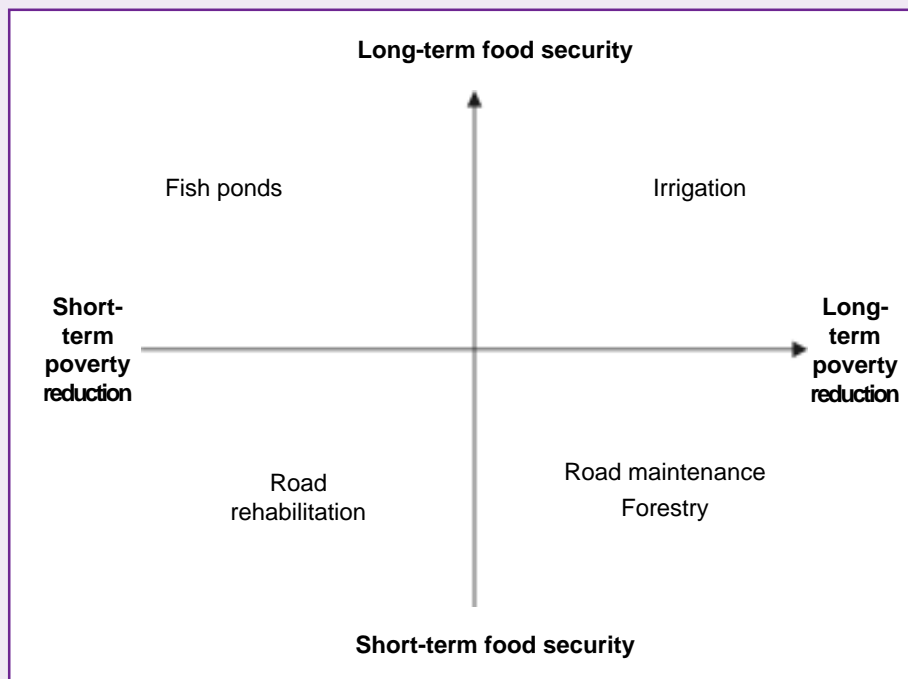 Long-term food security
Fish ponds
Irrigation
Short-
term
poverty
reduction
Long-
term
poverty
reduction
Road
rehabilitation
Road maintenance
Forestry
Short-term food security